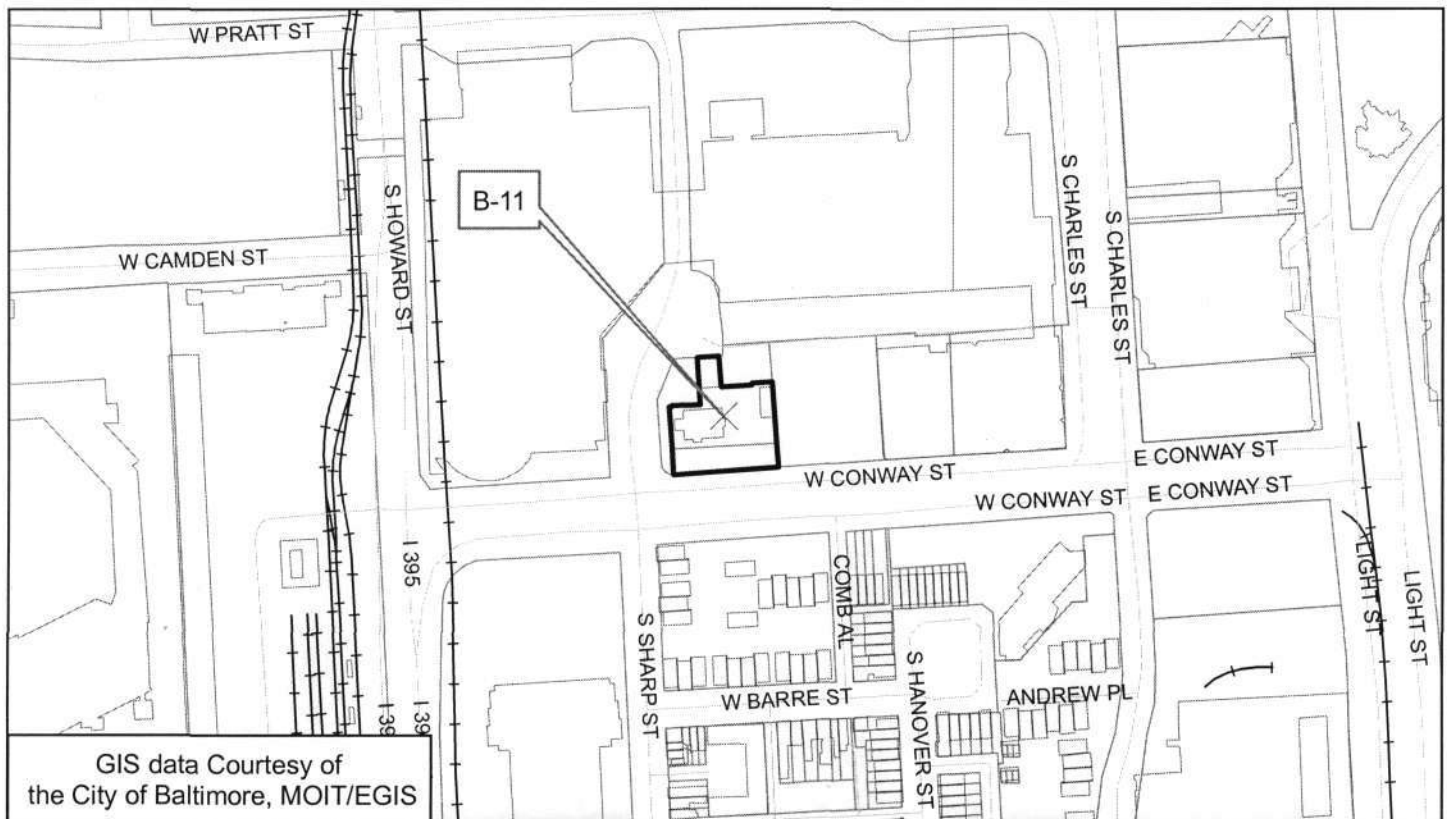 W PRATT ST
S HOWARD ST
B-11
S CHARLES ST
S CHARLES ST
W CAMDEN ST
W CONWAY ST
E CONWAY ST
W CONWAY ST
E CONWAY ST
I 395
COMB AL
LIGHT ST
LIGHT ST
S SHARP ST
W BARRE ST
S HANOVER ST
ANDREW PL
I 39
I 39
GIS data Courtesy of
the City of Baltimore, MOIT/EGIS